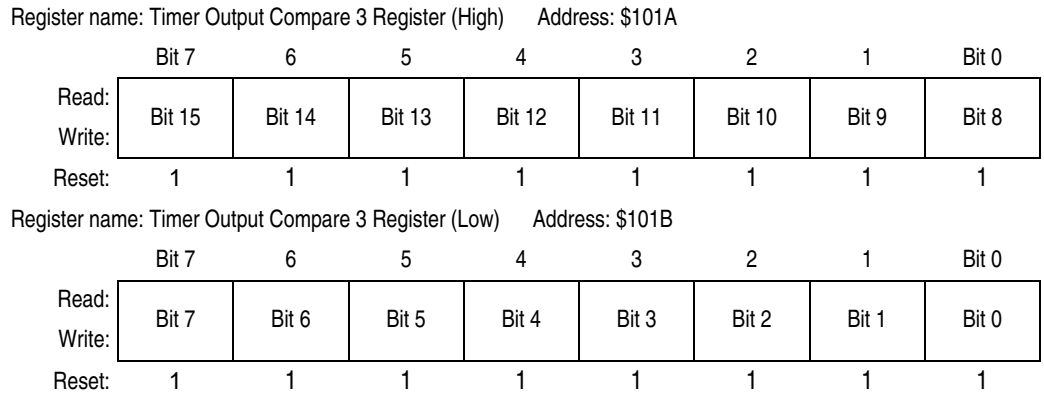 Register name: Timer Output Compare 3 Register (High) Address: $101A
Bit 7 6 5 4 3 2 1 Bit 0
Read:
Bit 15 Bit 14 Bit 13 Bit 12 Bit 11 Bit 10 Bit 9 Bit 8
Write:
Reset: 1 1 1 1 1 1 1 1
Register name: Timer Output Compare 3 Register (Low) Address: $101B
Bit 7 6 5 4 3 2 1 Bit 0
Read:
Bit 7 Bit 6 Bit 5 Bit 4 Bit 3 Bit 2 Bit 1 Bit 0
Write:
Reset: 1 1 1 1 1 1 1 1